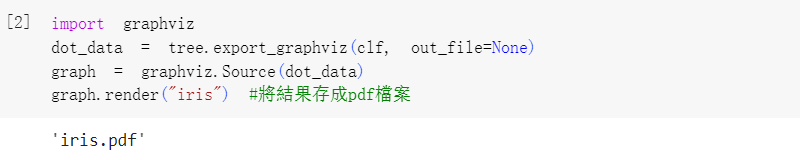 [2] import graphviz
dot_data = tree.export_graphviz(clf, out_file=None)
graph = graphviz.Source(dot_data)
graph.render("iris") #將結果存成pdf檔案
'iris.pdf'